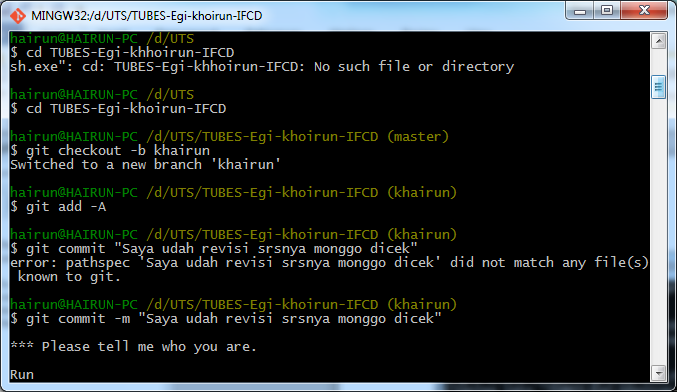 MINGW32:/d/UTS/TUBES-Egi-khoirun-IFCD
hairun@HAIRUN-PC /d/UTS
$ cd TUBES-Egi-khhoirun-IFCD
sh.exe": cd: TUBES-Egi-khhoirun-IFCD: No such file or directory
hairun@HAIRUN-PC /d/UTS
$ cd TUBES-Egi-khoirun-IFCD
hairun@HAIRUN-PC /d/UTS/TUBES-Egi-khoirun-IFCD (master)
$ git checkout -b khairun
Switched to a new branch 'khairun'
hairun@HAIRUN-PC /d/UTS/TUBES-Egi-khoirun-IFCD (khairun)
$ git add -A
hairun@HAIRUN-PC /d/UTS/TUBES-Egi-khoirun-IFCD (khairun)
$ git commit "Saya udah revisi srsnya monggo dicek"
error: pathspec 'Saya udah revisi srsnya monggo dicek' did not match any file(s)
 known to git.
hairun@HAIRUN-PC /d/UTS/TUBES-Egi-khoirun-IFCD (khairun)
$ git commit -m "Saya udah revisi srsnya monggo dicek"
*** Please tell me who you are.
Run